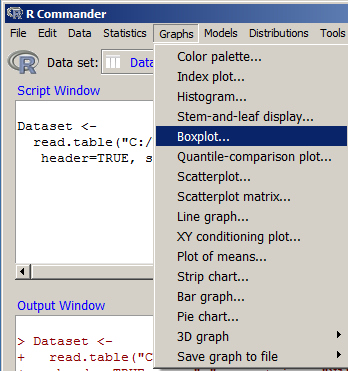 R Commander
File Edit Data Statistics Graphs Models Distributions Tools
Data set: Data
Color palette...
Index plot...
Histogram...
Stem-and-leaf display...
Boxplot...
Quantile-comparison plot...
Scatterplot...
Scatterplot matrix...
Line graph...
XY conditioning plot...
Plot of means...
Strip chart...
Bar graph...
Pie chart...
3D graph
Save graph to file
Script Window
Dataset <-
read.table("C:/
header=TRUE, s
Output Window
> Dataset <-
+ read.table("C